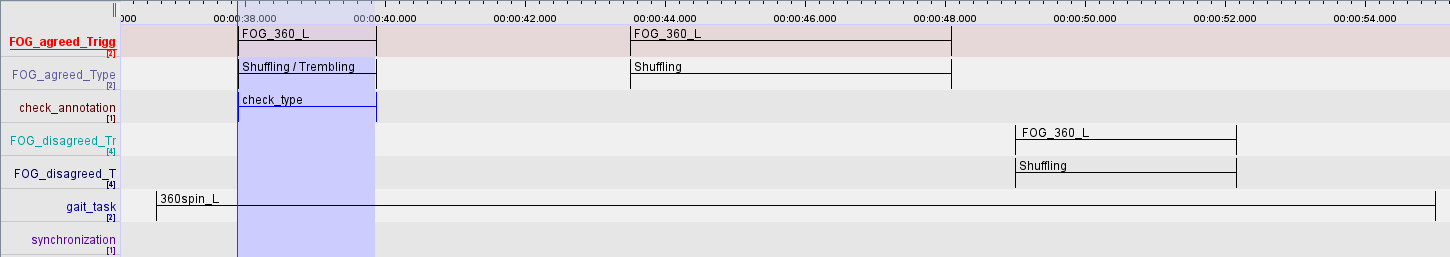 000 00:00:38.000 00:00:40.000 00:00:42.000 00:00:44.000 00:00:46.000 00:00:48.000 00:00:50.000 00:00:52.000 00:00:54.000
FOG_agreed_Trigg FOG_360_L FOG_360_L
[2]
FOG_agreed_Type Shuffling / Trembling Shuffling
[2]
check_annotation check_type
[1]
FOG_disagreed_Tr FOG_360_L
[4]
FOG_disagreed_T Shuffling
[4]
gait_task 360spin_L
[2]
synchronization
[1]